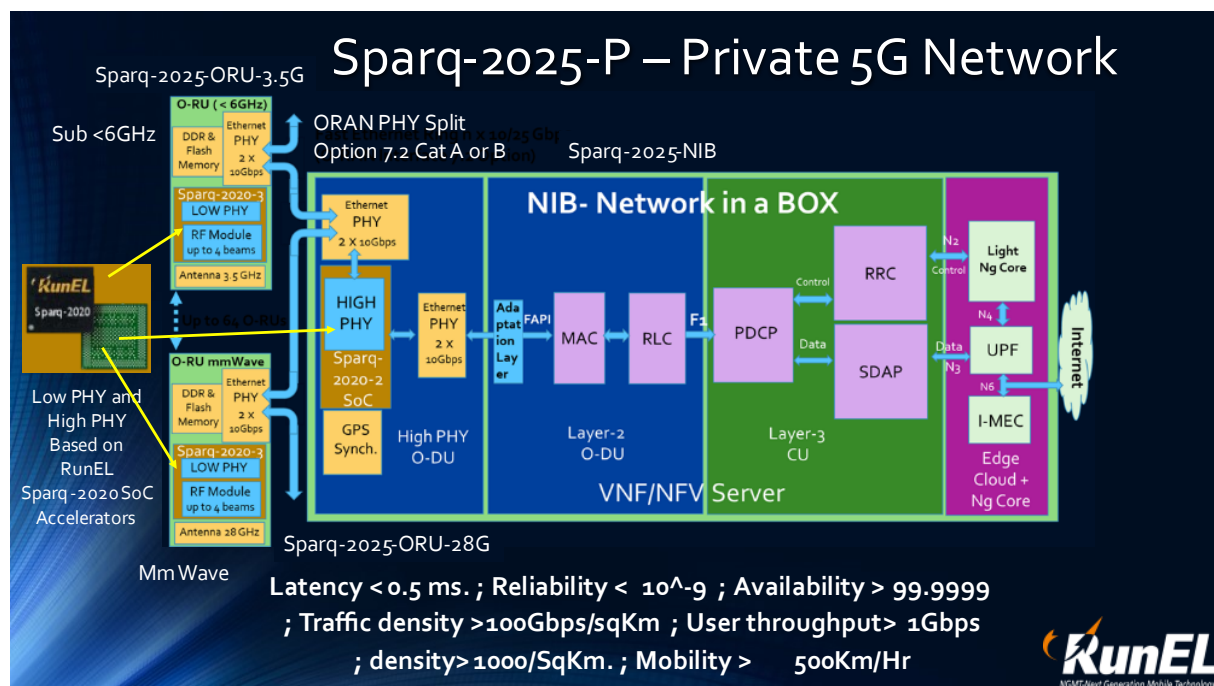 Sparq-2025-P – Private 5G Network
Sparq-2025-ORU-3.5G
Sub <6GHz
O-RU (< 6GHz)
DDR &
Flash
Memory
Ethernet
PHY
2 x
10Gbps
Sparq-2020-3
LOW PHY
RF Module
up to 4 beams
Antenna 3.5 GHz
ORAN PHY Split
Option 7.2 Cat A or B
n x 10/25 Gb
Sparq-2025-NIB
RunEL
Sparq-2020
Up to 64 O-RUs
Low PHY and
High PHY
Based on
RunEL
Sparq-2020 SoC
Accelerators
O-RU mmWave
DDR &
Flash
Memory
Ethernet
PHY
2 x
10Gbps
Sparq-2020-3
LOW PHY
RF Module
up to 4 beams
Antenna 28 GHz
Mm Wave
Sparq-2025-ORU-28G
NIB- Network in a BOX
Ethernet
PHY
2 x 10Gbps
HIGH
PHY
Sparq-
2020-2
SoC
GPS
Synch.
Ethernet
PHY
2 x
10Gbps
High PHY
O-DU
Ada
ptat
ion
Lay
er
FAPI
MAC
RLC
F1
Layer-2
O-DU
PDCP
Control
Data
RRC
SDAP
Layer-3
CU
VNF/NFV Server
N2
Control
Data
N3
Light
Ng Core
N4
UPF
N6
I-MEC
Edge
Cloud +
Ng Core
Internet
Latency < 0.5 ms. ; Reliability < 10^-9 ; Availability > 99.9999
; Traffic density >100Gbps/sqKm ; User throughput> 1Gbps
; density> 1000/SqKm. ; Mobility > 500Km/Hr
RunEL
NGMT-Next Generation Mobile Technology